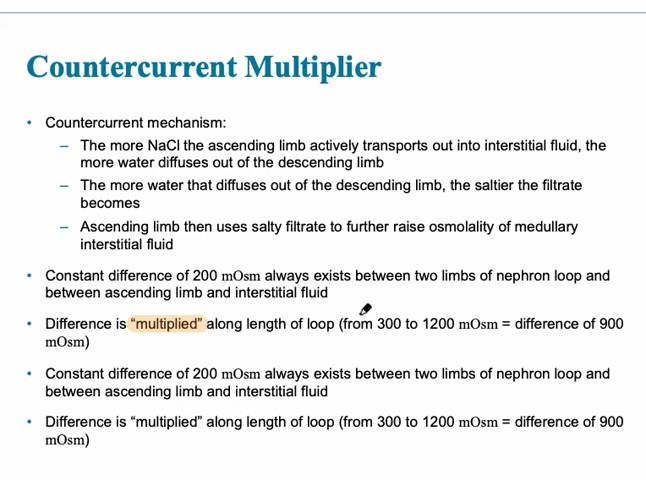 Countercurrent Multiplier
• Countercurrent mechanism:
– The more NaCl the ascending limb actively transports out into interstitial fluid, the
more water diffuses out of the descending limb
– The more water that diffuses out of the descending limb, the saltier the filtrate
becomes
– Ascending limb then uses salty filtrate to further raise osmolality of medullary
interstitial fluid
• Constant difference of 200 mOsm always exists between two limbs of nephron loop and
between ascending limb and interstitial fluid
• Difference is “multiplied” along length of loop (from 300 to 1200 mOsm = difference of 900
mOsm)
• Constant difference of 200 mOsm always exists between two limbs of nephron loop and
between ascending limb and interstitial fluid
• Difference is “multiplied” along length of loop (from 300 to 1200 mOsm = difference of 900
mOsm)